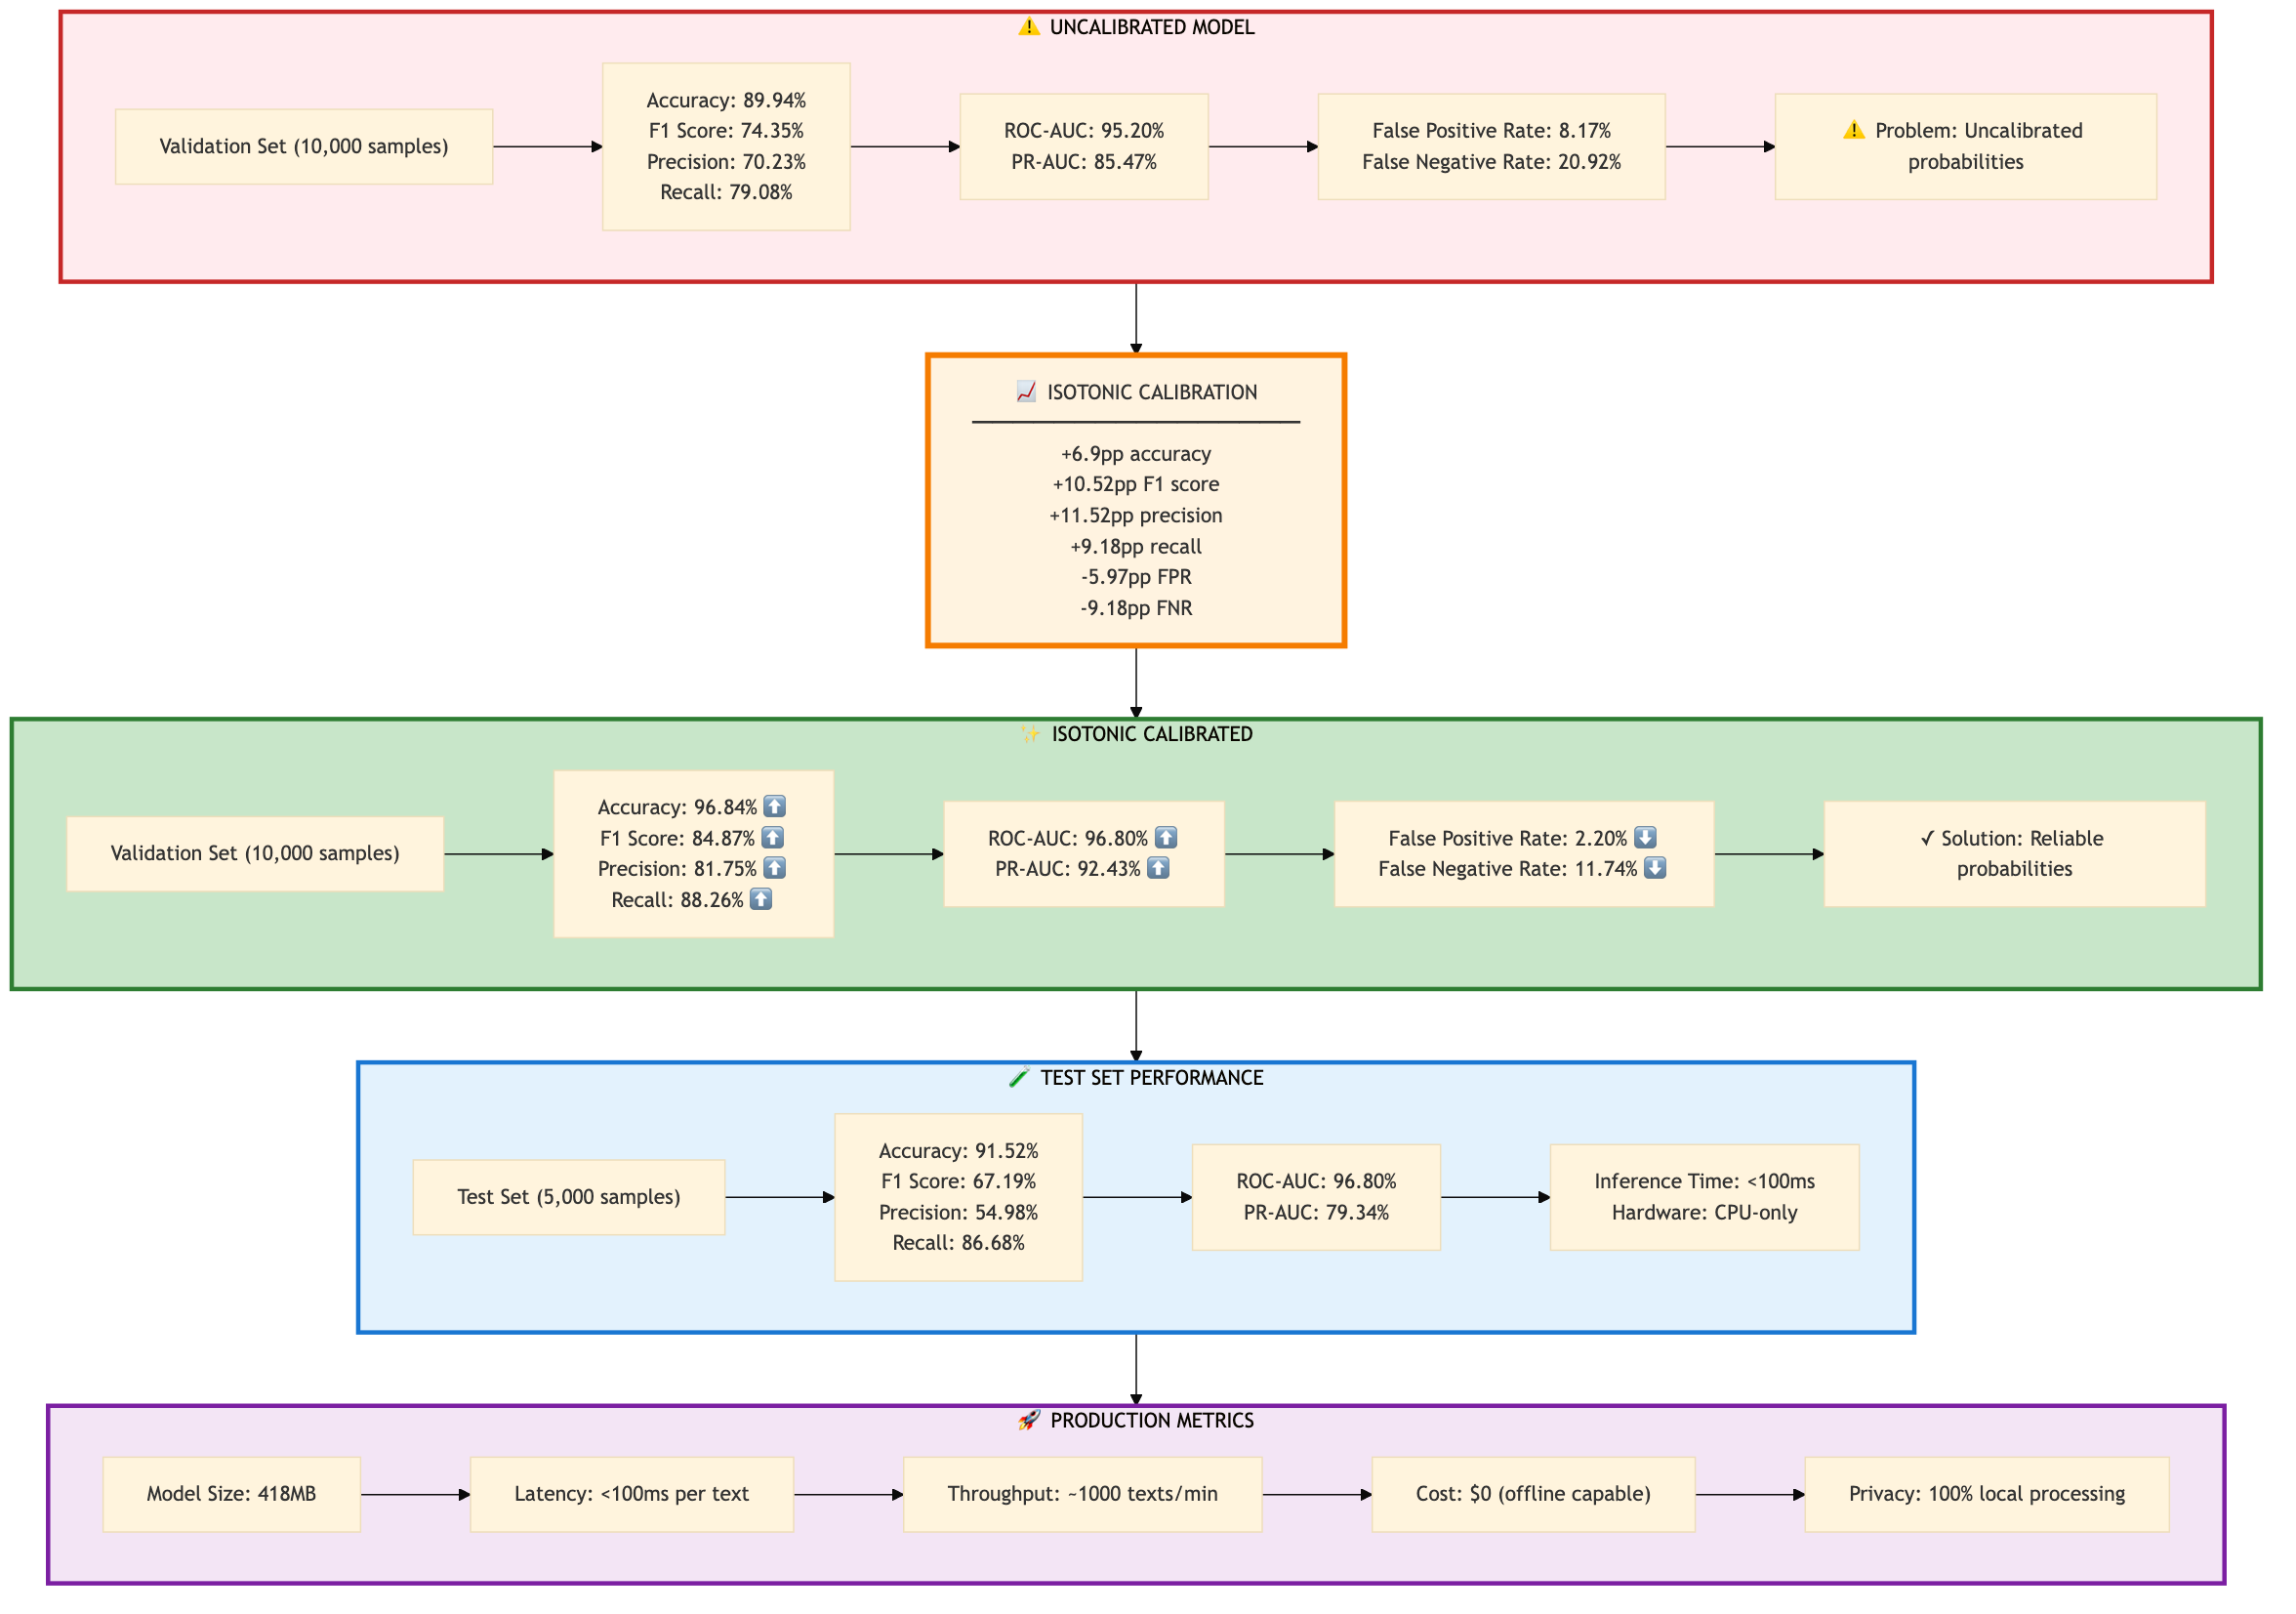 ⚠️ UNCALIBRATED MODEL
Validation Set (10,000 samples)
Accuracy: 89.94%
F1 Score: 74.35%
Precision: 70.23%
Recall: 79.08%
ROC-AUC: 95.20%
PR-AUC: 85.47%
False Positive Rate: 8.17%
False Negative Rate: 20.92%
⚠️ Problem: Uncalibrated
probabilities
📈 ISOTONIC CALIBRATION
+6.9pp accuracy
+10.52pp F1 score
+11.52pp precision
+9.18pp recall
-5.97pp FPR
-9.18pp FNR
✨ ISOTONIC CALIBRATED
Validation Set (10,000 samples)
Accuracy: 96.84% ⬆️
F1 Score: 84.87% ⬆️
Precision: 81.75% ⬆️
Recall: 88.26% ⬆️
ROC-AUC: 96.80% ⬆️
PR-AUC: 92.43% ⬆️
False Positive Rate: 2.20% ⬇️
False Negative Rate: 11.74% ⬇️
✓ Solution: Reliable
probabilities
🧪 TEST SET PERFORMANCE
Test Set (5,000 samples)
Accuracy: 91.52%
F1 Score: 67.19%
Precision: 54.98%
Recall: 86.68%
ROC-AUC: 96.80%
PR-AUC: 79.34%
Inference Time: <100ms
Hardware: CPU-only
🚀 PRODUCTION METRICS
Model Size: 418MB
Latency: <100ms per text
Throughput: ~1000 texts/min
Cost: $0 (offline capable)
Privacy: 100% local processing